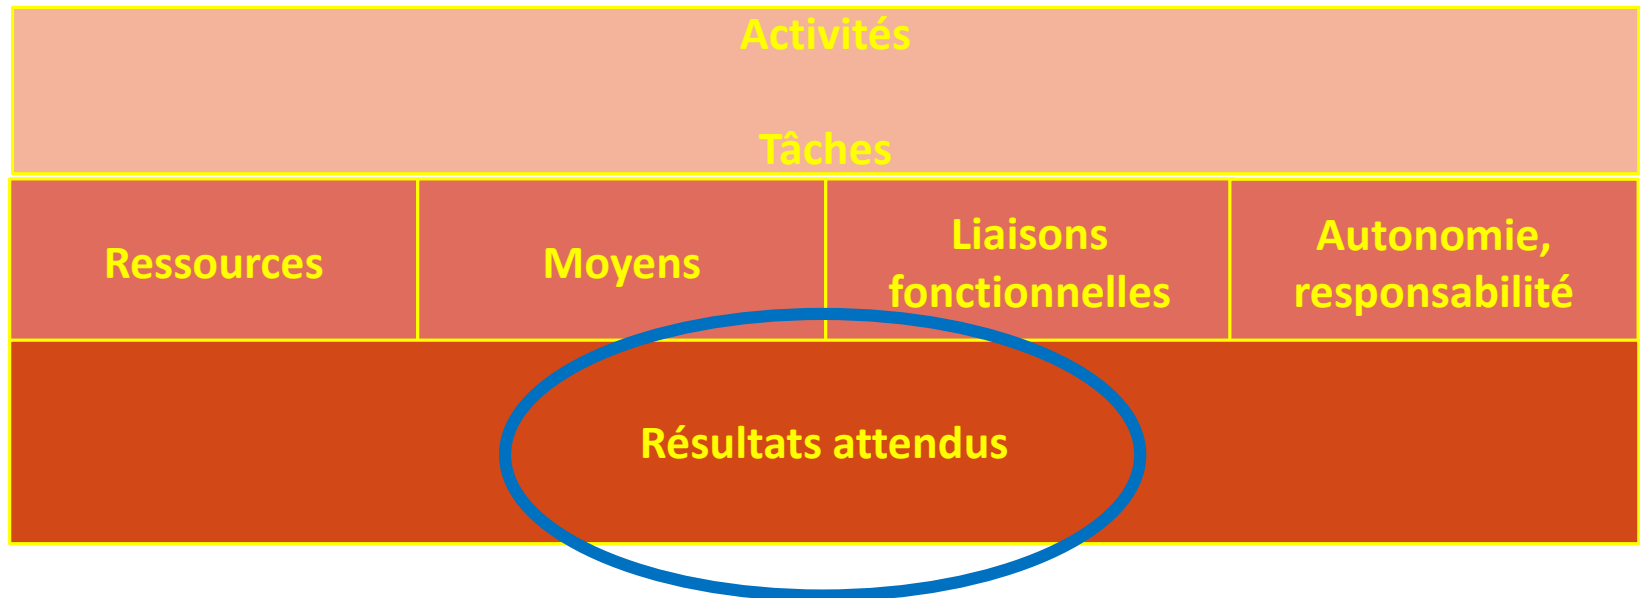 Activités
Tâches
Ressources
Moyens
Liaisons
fonctionnelles
Autonomie,
responsabilité
Résultats attendus